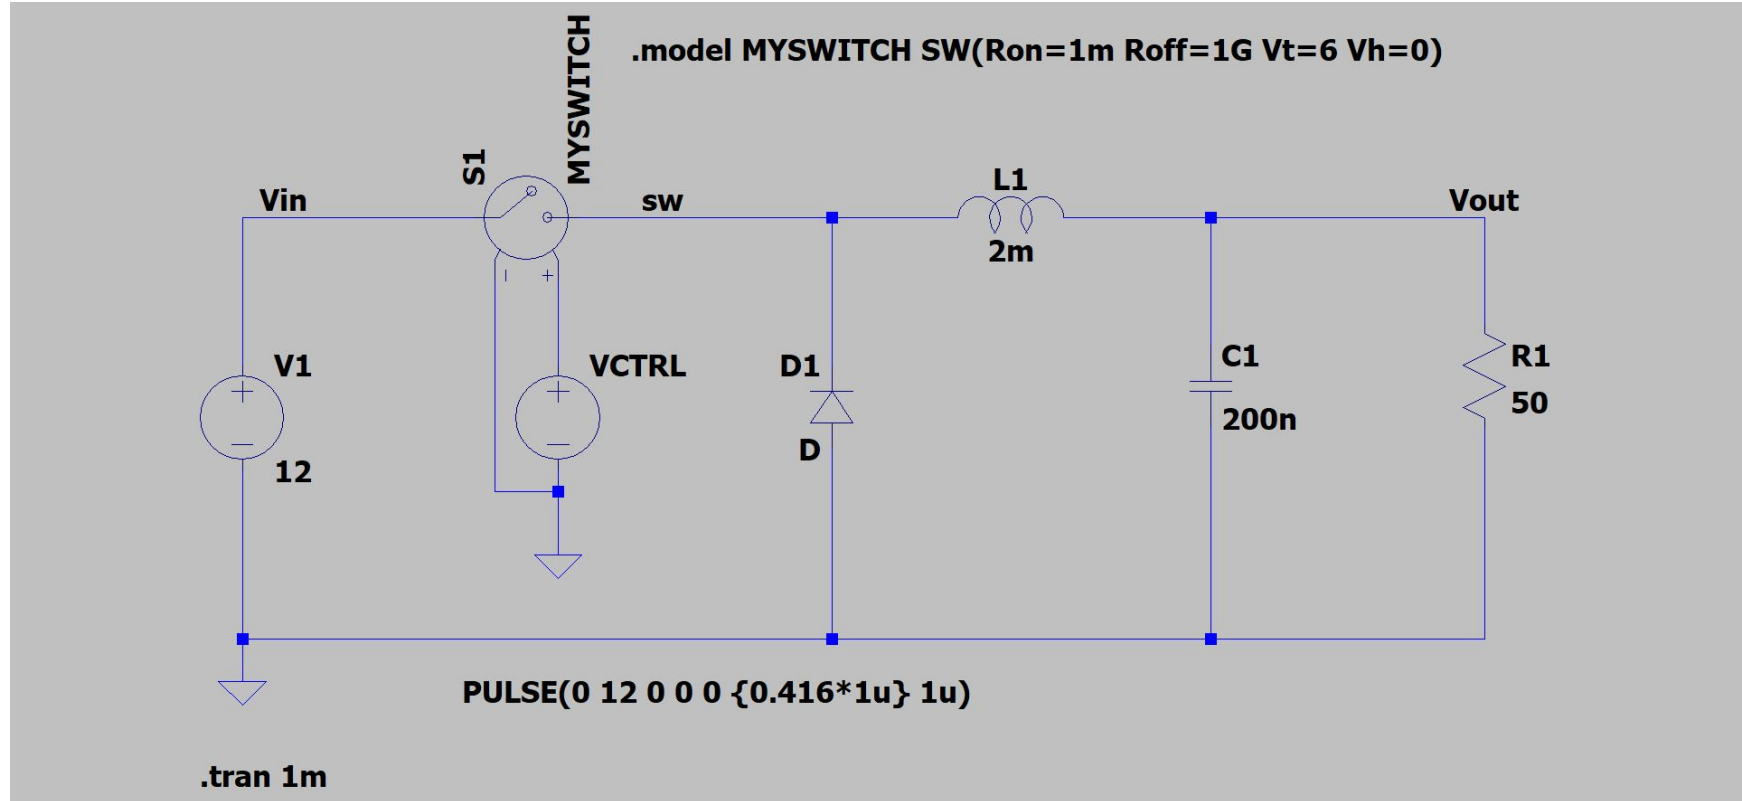 .model MYSWITCH SW(Ron=1m Roff=1G Vt=6 Vh=0)
MYSWITCH
S1
Vin
sw
L1
2m
Vout
V1
12
- +
VCTRL
D1
D
C1
200n
R1
50
PULSE(0 12 0 0 0 {0.416*1u} 1u)
.tran 1m